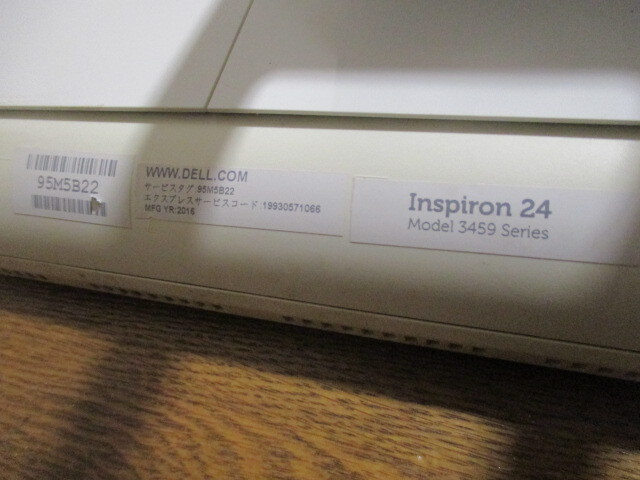 95M5B22
WWW.DELL.COM
サービスタグ 95M5B22
エクスプレスサービスコード 19930571066
MFG YR:2016
Inspiron 24
Model 3459 Series